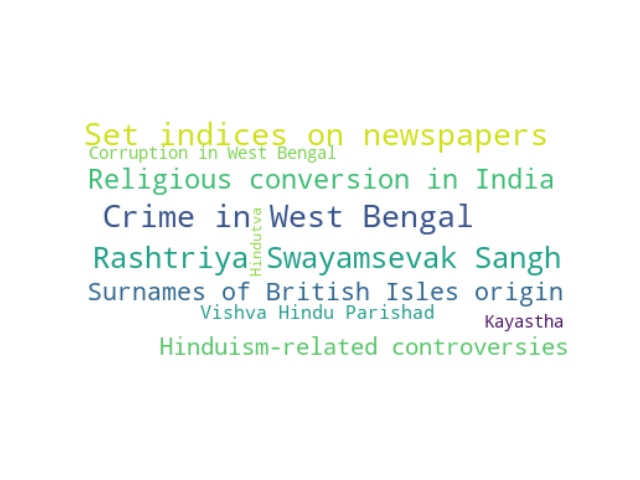 Set indices on newspapers
Corruption in West Bengal
Religious conversion in India
Crime in West Bengal
Hindutva
Rashtriya Swayamsevak Sangh
Surnames of British Isles origin
Vishva Hindu Parishad
Kayastha
Hinduism-related controversies